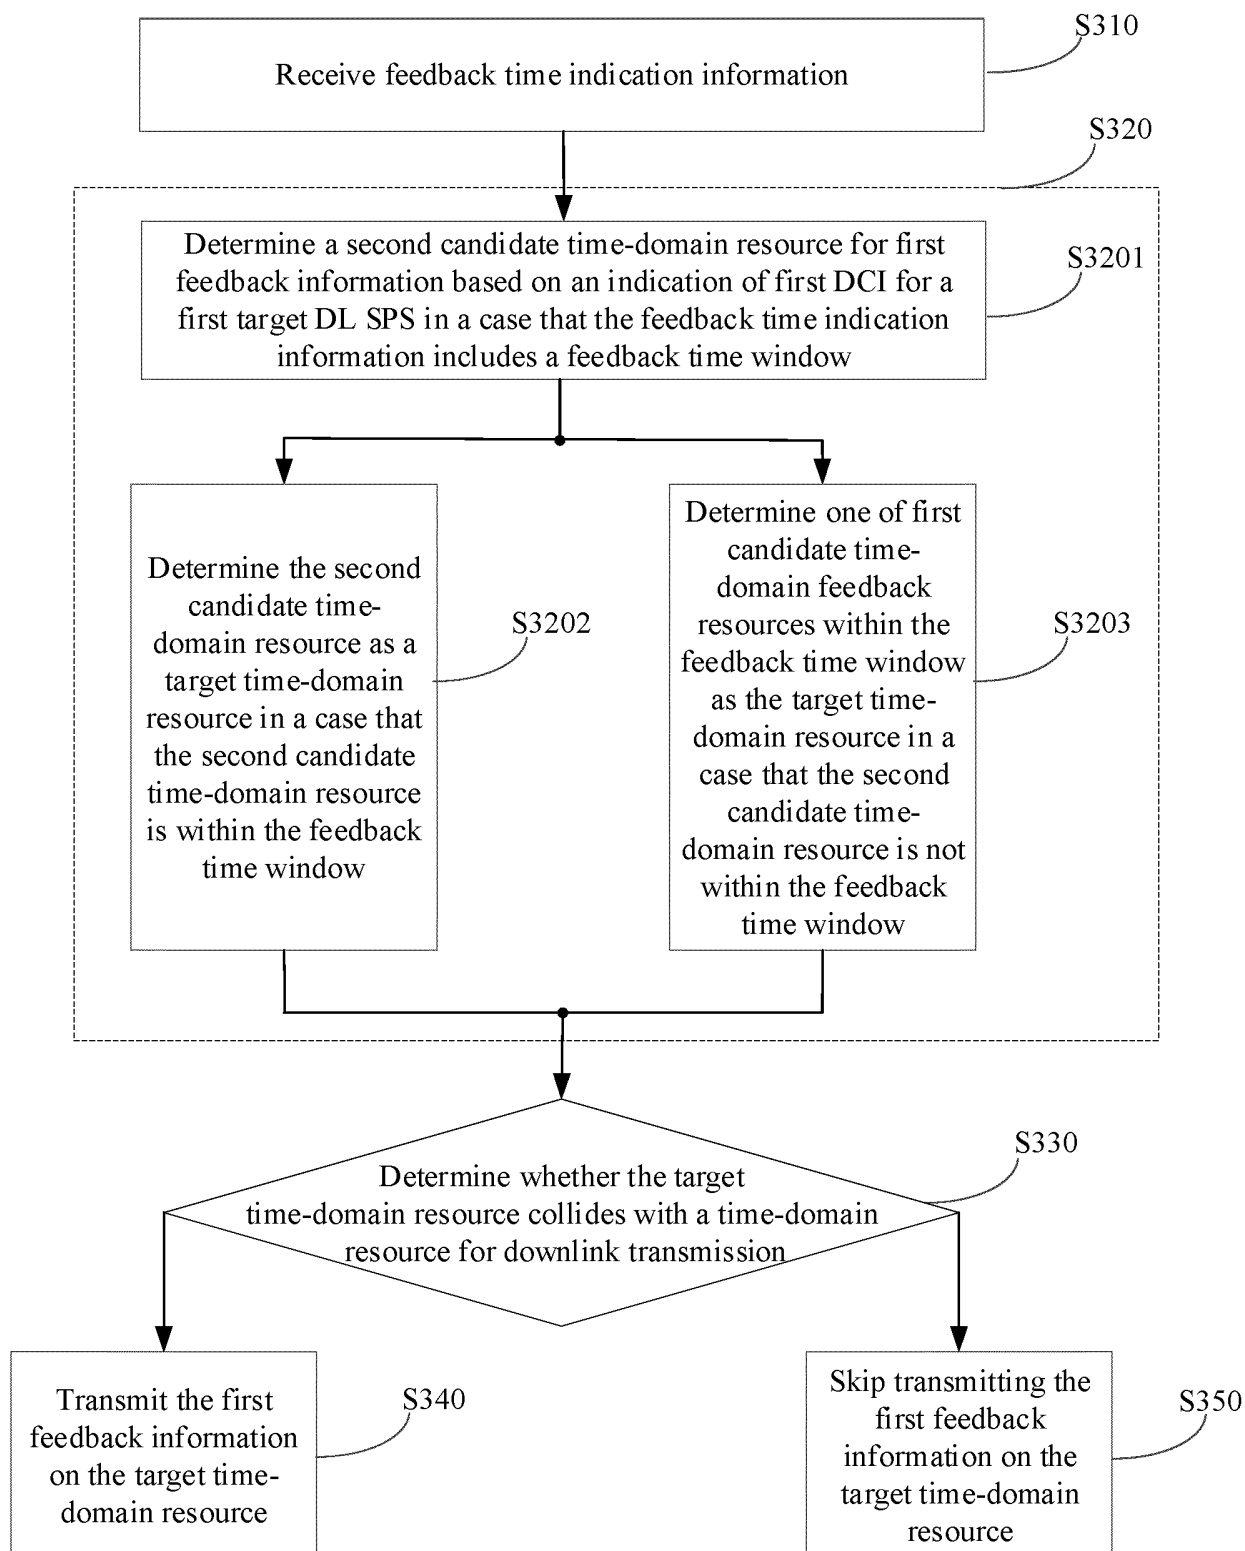 S310
Receive feedback time indication information
S320
Determine a second candidate time-domain resource for first
feedback information based on an indication of first DCI for a
first target DL SPS in a case that the feedback time indication
information includes a feedback time window
S3201
Determine the second
candidate time-
domain resource as a
target time-domain
resource in a case that
the second candidate
time-domain resource
is within the feedback
time window
S3202
Determine one of first
candidate time-
domain feedback
resources within the
feedback time window
as the target time-
domain resource in a
case that the second
candidate time-
domain resource is not
within the feedback
time window
S3203
Determine whether the target
time-domain resource collides with a time-domain
resource for downlink transmission
S330
Transmit the first
feedback information
on the target time-
domain resource
S340
Skip transmitting the
first feedback
information on the
target time-domain
resource
S350